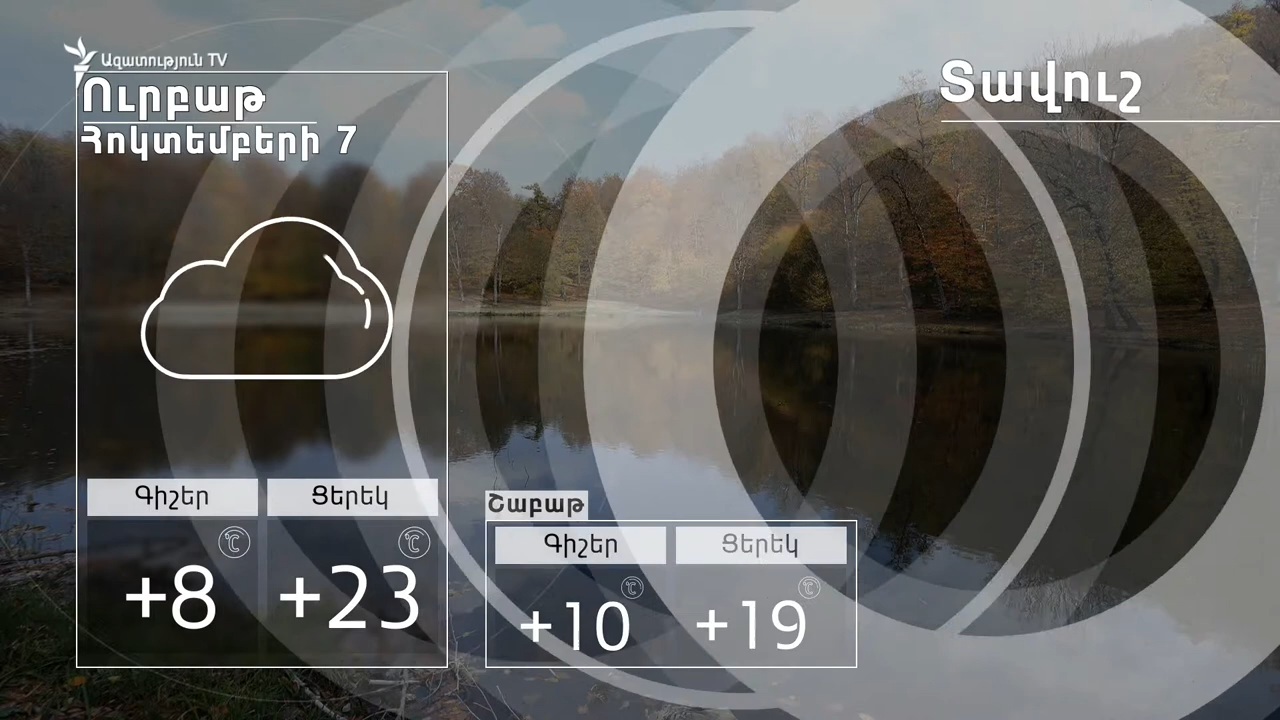 Ազատություն TV
Ուրբաթ
Հոկտեմբերի 7
Տավուշ
Գիշեր Ցերեկ
℃ ℃
+8 +23
Շաբաթ
Գիշեր Ցերեկ
℃ ℃
+10 +19